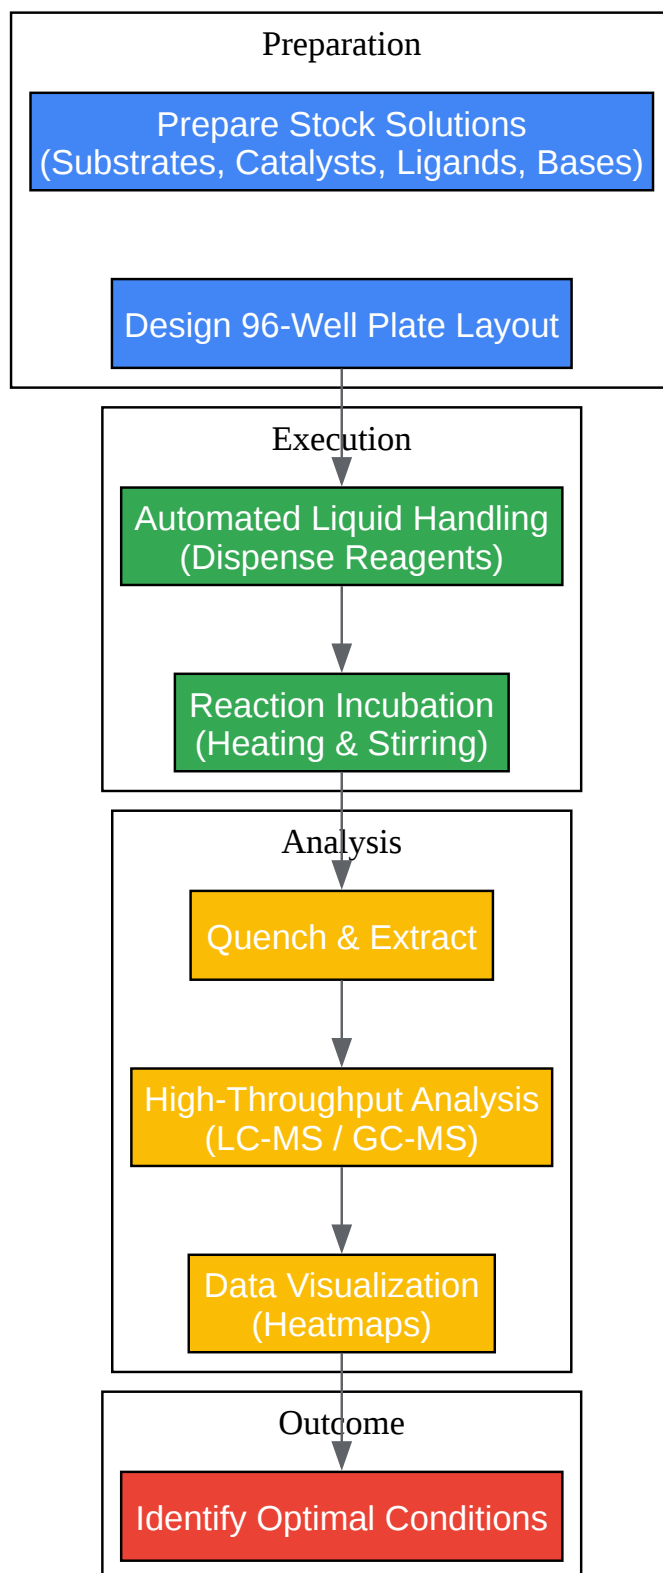 Preparation
Prepare Stock Solutions
(Substrates, Catalysts, Ligands, Bases)
Design 96-Well Plate Layout
Execution
Automated Liquid Handling
(Dispense Reagents)
Reaction Incubation
(Heating & Stirring)
Analysis
Quench & Extract
High-Throughput Analysis
(LC-MS / GC-MS)
Data Visualization
(Heatmaps)
Outcome
Identify Optimal Conditions